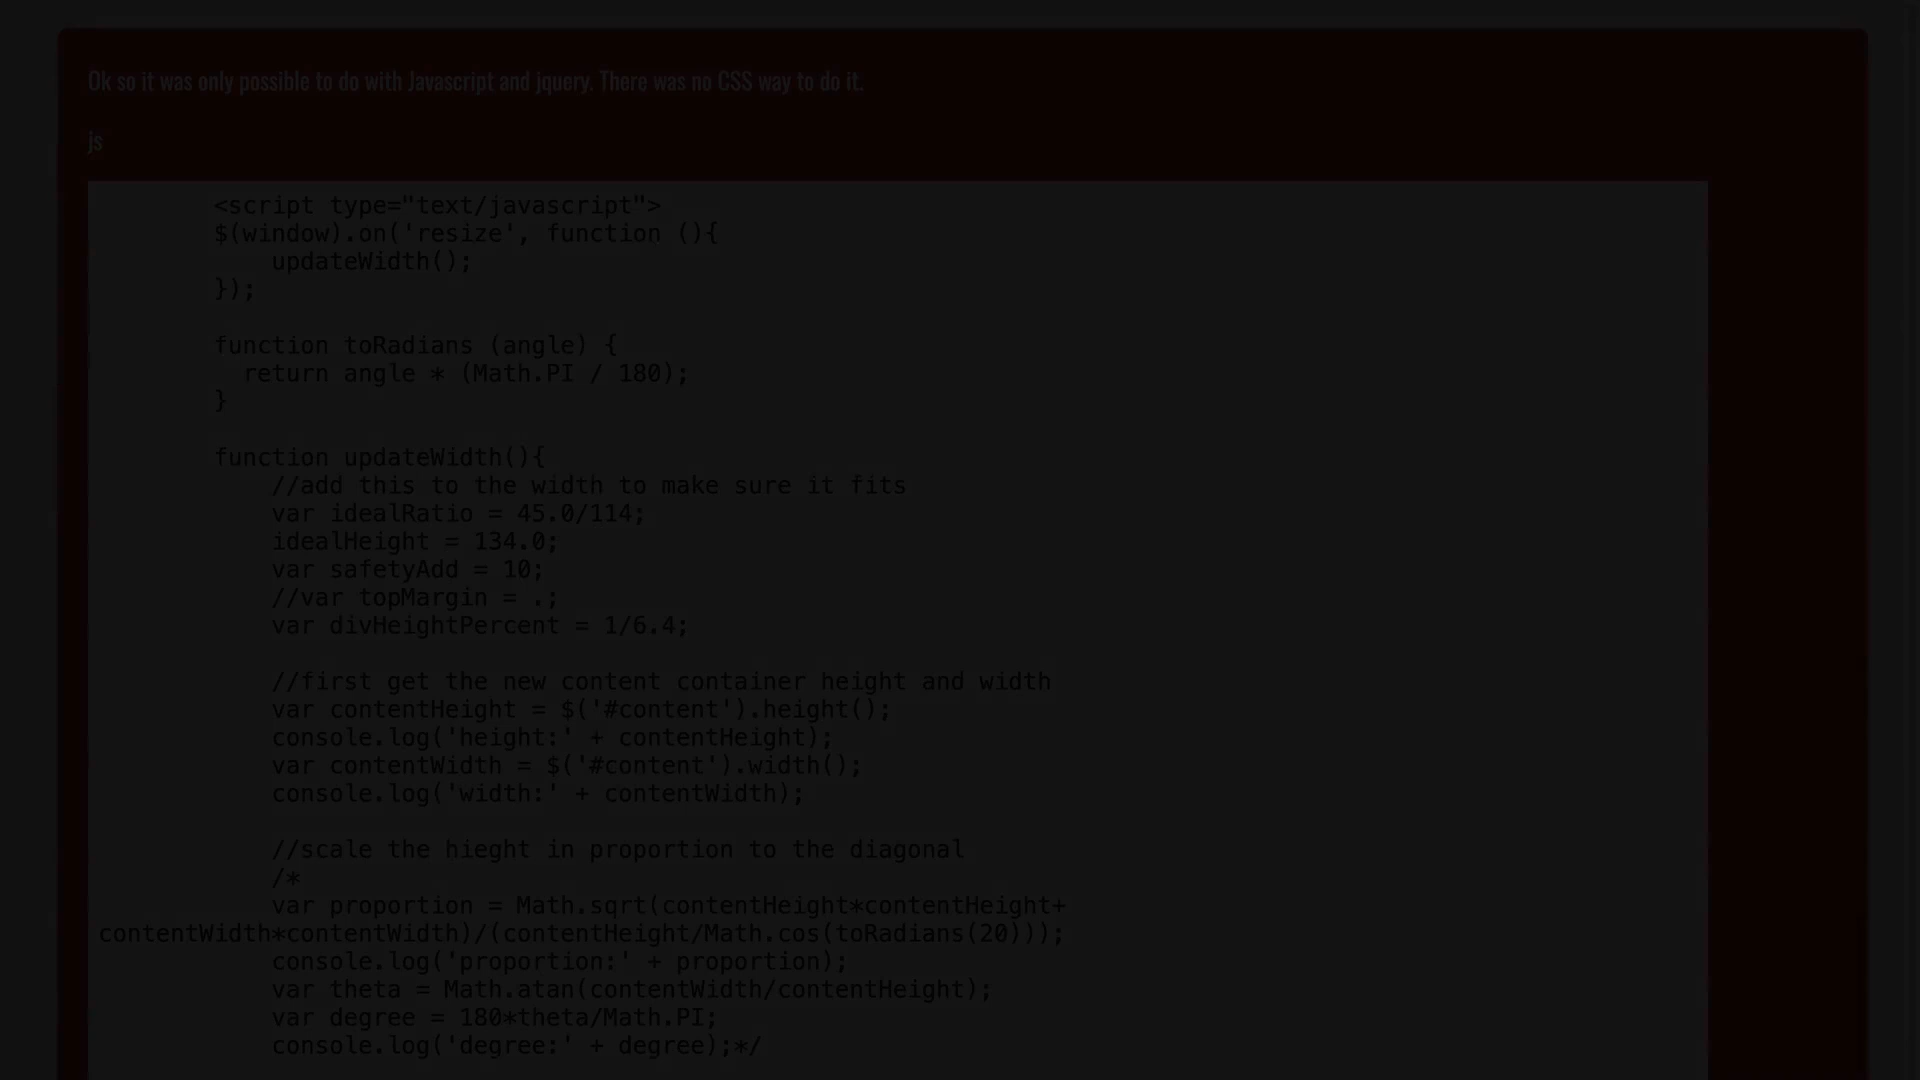 Ok so it was only possible to do with Javascript and jquery. There was no CSS way to do it.
js
<script type="text/javascript">
$(window).on('resize', function (){
updateWidth();
});
function toRadians (angle) {
return angle * (Math.PI / 180);
}
function updateWidth(){
//add this to the width to make sure it fits
var idealRatio = 45.0/114;
idealHeight = 134.0;
var safetyAdd = 10;
//var topMargin = .;
var divHeightPercent = 1/6.4;
//first get the new content container height and width
var contentHeight = $('#content').height();
console.log('height:' + contentHeight);
var contentWidth = $('#content').width();
console.log('width:' + contentWidth);
//scale the hieght in proportion to the diagonal
/*
var proportion = Math.sqrt(contentHeight*contentHeight+
contentWidth*contentWidth)/(contentHeight/Math.cos(toRadians(20)));
console.log('proportion:' + proportion);
var theta = Math.atan(contentWidth/contentHeight);
var degree = 180*theta/Math.PI;
console.log('degree:' + degree);*/